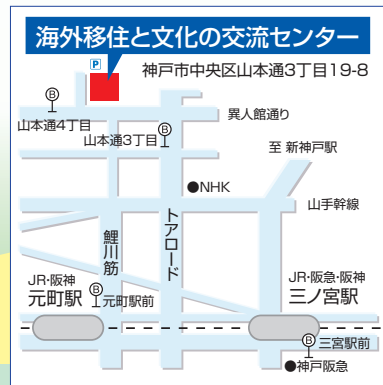 海外移住と文化の交流センター
P
神戸市中央区山本通3丁目19-8
B
山本通4丁目
B
異人館通り
山本通3丁目
至 新神戸駅
●NHK
山手幹線
鯉川筋
トアロード
JR・阪神
元町駅
B
元町駅前
JR・阪急・阪神
三ノ宮駅
B
三宮駅前
●神戸阪急